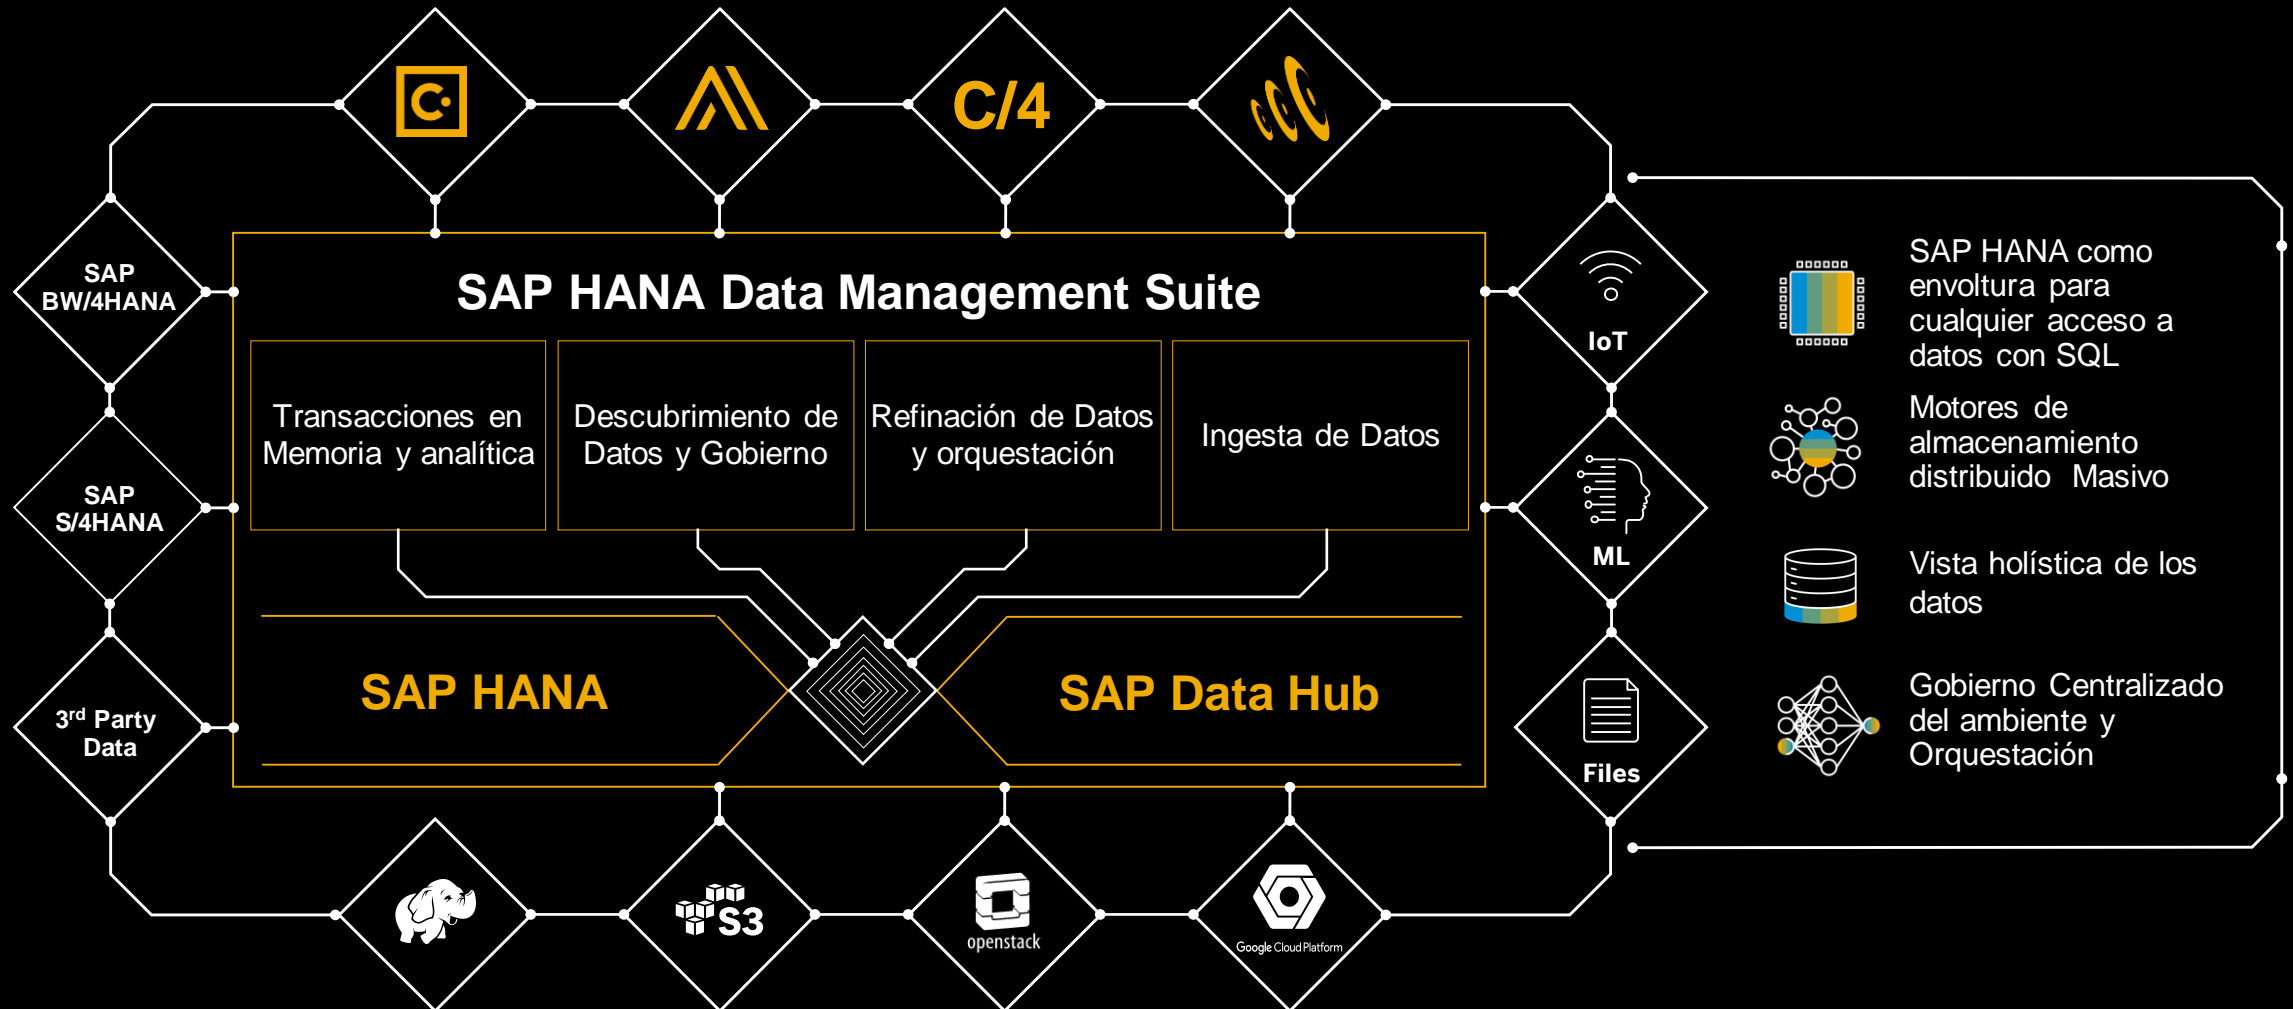 C
C/4
SAP
BW/4HANA
SAP
S/4HANA
3rd Party
Data
SAP HANA Data Management Suite
Transacciones en
Memoria y analítica
Descubrimiento de
Datos y Gobierno
Refinación de Datos
y orquestación
Ingesta de Datos
SAP HANA
SAP Data Hub
IoT
ML
Files
S3
openstack
Google Cloud Platform
SAP HANA como
envoltura para
cualquier acceso a
datos con SQL
Motores de
almacenamiento
distribuido Masivo
Vista holística de los
datos
Gobierno Centralizado
del ambiente y
Orquestación